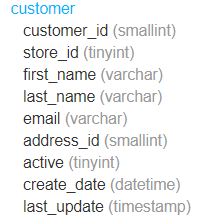 customer
customer_id (smallint)
store_id (tinyint)
first_name (varchar)
last_name (varchar)
email (varchar)
address_id (smallint)
active (tinyint)
create_date (datetime)
last_update (timestamp)